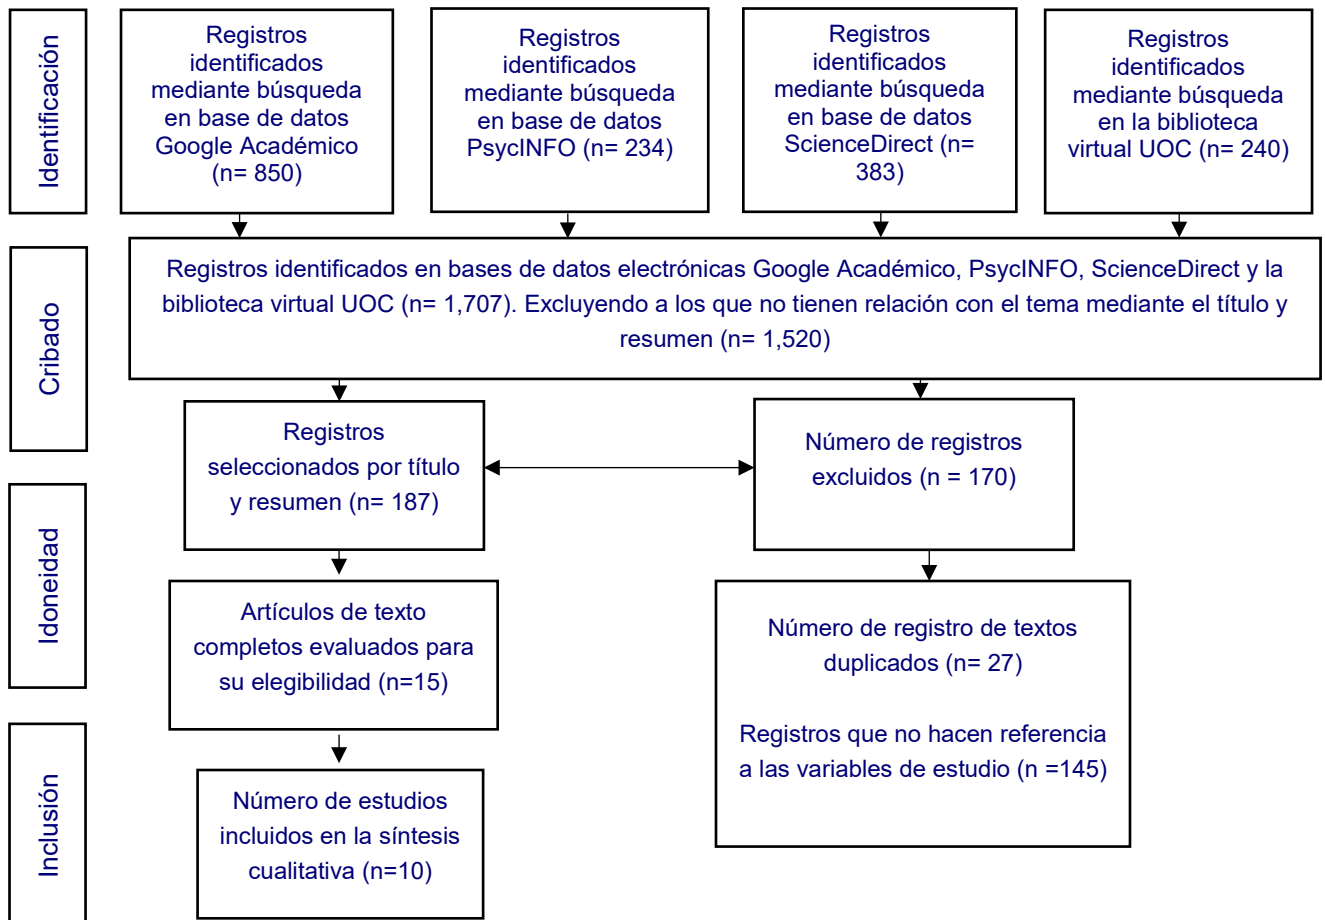 Identificación
Registros
identificados
mediante búsqueda
en base de datos
Google Académico
(n= 850)
Registros
identificados
mediante búsqueda
en base de datos
PsycINFO (n= 234)
Registros
identificados
mediante búsqueda
en base de datos
ScienceDirect (n=
383)
Registros
identificados
mediante búsqueda
en la biblioteca
virtual UOC (n= 240)
Cribado
Registros identificados en bases de datos electrónicas Google Académico, PsycINFO, ScienceDirect y la
biblioteca virtual UOC (n= 1,707). Excluyendo a los que no tienen relación con el tema mediante el título y
resumen (n= 1,520)
Registros
seleccionados por título
y resumen (n= 187)
Número de registros
excluidos (n = 170)
Idoneidad
Artículos de texto
completos evaluados para
su elegibilidad (n=15)
Número de registro de textos
duplicados (n= 27)
Registros que no hacen referencia
a las variables de estudio (n =145)
Inclusión
Número de estudios
incluidos en la síntesis
cualitativa (n=10)